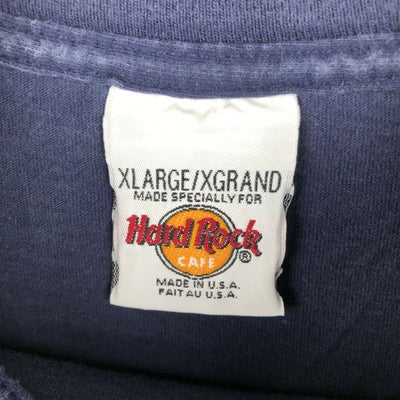 XLARGE/XGRAND
MADE SPECIALLY FOR
Hard Rock
CAFE
®
MADE IN U.S.A.
FAIT AU U.S.A.